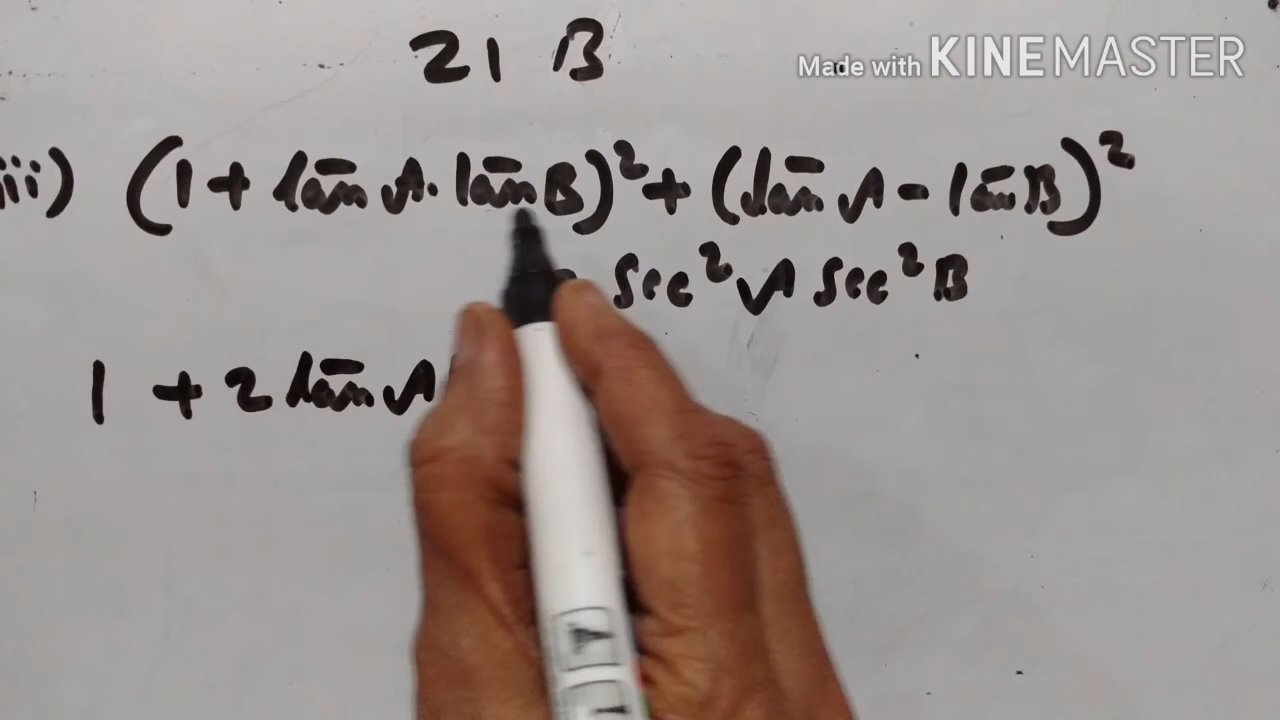 21 B
Made with KINEMASTER
iii) (1 + tan A · tan B)² + (tan A - tan B)²
sec² A sec² B
1 + 2 tan A